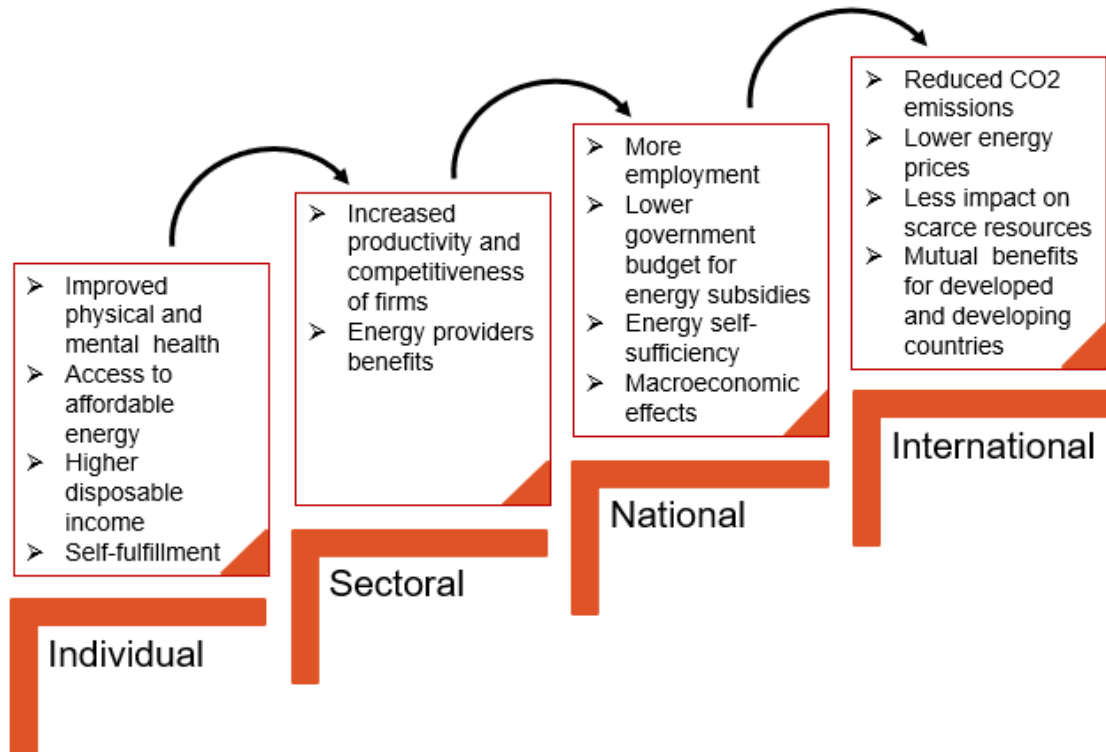 ➢ Improved
physical and
mental health
➢ Access to
affordable
energy
➢ Higher
disposable
income
➢ Self-fulfillment
Individual
➢ Increased
productivity and
competitiveness
of firms
➢ Energy providers
benefits
Sectoral
➢ More
employment
➢ Lower
government
budget for
energy subsidies
➢ Energy self-
sufficiency
➢ Macroeconomic
effects
National
➢ Reduced CO2
emissions
➢ Lower energy
prices
➢ Less impact on
scarce resources
➢ Mutual benefits
for developed
and developing
countries
International